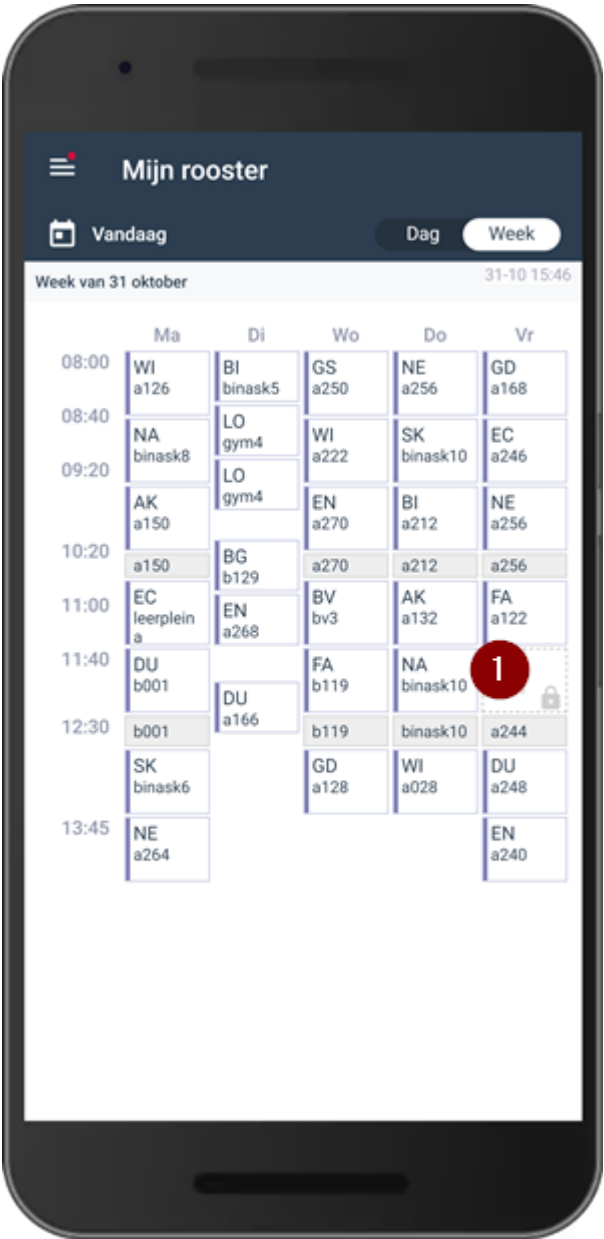 Mijn rooster
Vandaag Dag Week
Week van 31 oktober 31-10 15:46
Ma Di Wo Do Vr
08:00 WI BI GS NE GD
a126 binask5 a250 a256 a168
08:40 NA LO WI SK EC
binask8 gym4 a222 binask10 a246
09:20 LO
gym4
AK EN BI NE
a150 a270 a212 a256
10:20 a150 BG a270 a212 a256
b129
11:00 EC EN BV AK FA
leerplein a268 bv3 a132 a122
a
11:40 DU FA NA 1
b001 b119 binask10
DU
a166
12:30 b001 b119 binask10 a244
SK GD WI DU
binask6 a128 a028 a248
13:45 NE EN
a264 a240